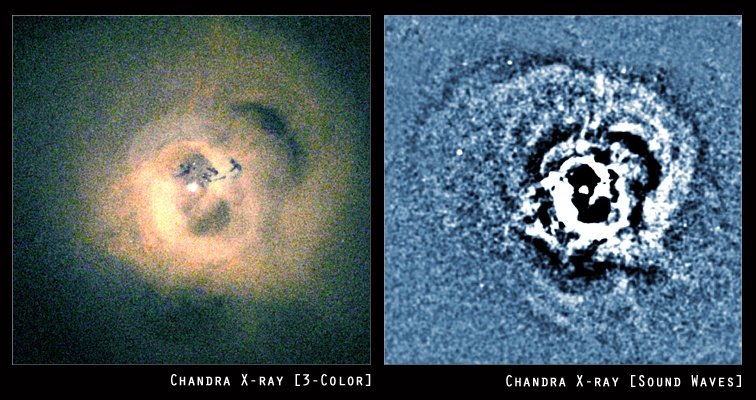 Chandra X-ray [3-Color]
Chandra X-ray [Sound Waves]